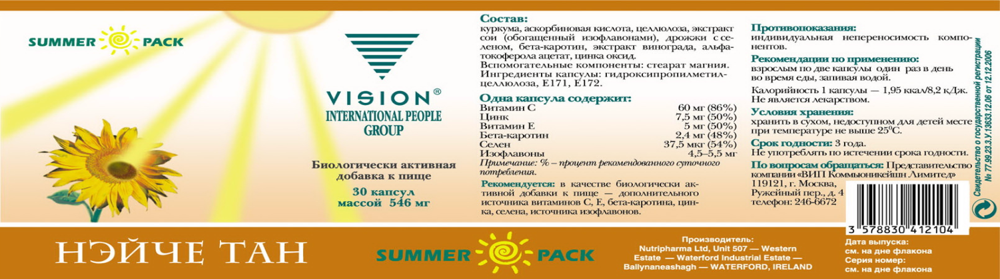 SUMMER PACK
VISION®
INTERNATIONAL PEOPLE
GROUP
Биологически активная
добавка к пище
30 капсул
массой 546 мг
НЭЙЧЕ ТАН
SUMMER PACK
Состав:
куркума, аскорбиновая кислота, целлюлоза, экстракт
сои (обогащенный изофлавонами), дрожжи с се-
леном, бета-каротин, экстракт винограда, альфа-
токоферола ацетат, цинка оксид.
Вспомогательные компоненты: стеарат магния.
Ингредиенты капсулы: гидроксипропилметил-
целлюлоза, E171, E172.
Одна капсула содержит:
Витамин С 60 мг (86%)
Цинк 7,5 мг (50%)
Витамин Е 5 мг (50%)
Бета-каротин 2,4 мг (48%)
Селен 37,5 мкг (54%)
Изофлавоны 4,5–5,5 мг
Примечание: % – процент рекомендованного суточного
потребления.
Рекомендуется: в качестве биологически ак-
тивной добавки к пище — дополнительного
источника витаминов С, Е, бета-каротина, цин-
ка, селена, источника изофлавонов.
Противопоказания:
индивидуальная непереносимость компо-
нентов.
Рекомендации по применению:
взрослым по две капсулы один раз в день
во время еды, запивая водой.
Калорийность 1 капсулы — 1,95 ккал/8,2 кДж.
Не является лекарством.
Условия хранения:
хранить в сухом, недоступном для детей месте
при температуре не выше 25⁰С.
Срок годности: 3 года.
Не употреблять по истечении срока годности.
По вопросам обращаться: Представительство
компании «ВИП Коммьюникейшн Лимитед»
119121, г. Москва,
Ружейный пер., д. 4
телефон: 246-6672
Свидетельство о государственной регистрации
№ 77.99.23.3.У.13633.12.06 от 12.12.2006
3 578830 412104
Производитель:
Nutripharma Ltd, Unit 507 — Western
Estate — Waterford Industrial Estate —
Ballynaneashagh — WATERFORD, IRELAND
Дата выпуска:
см. на дне флакона
Серия номер:
см. на дне флакона